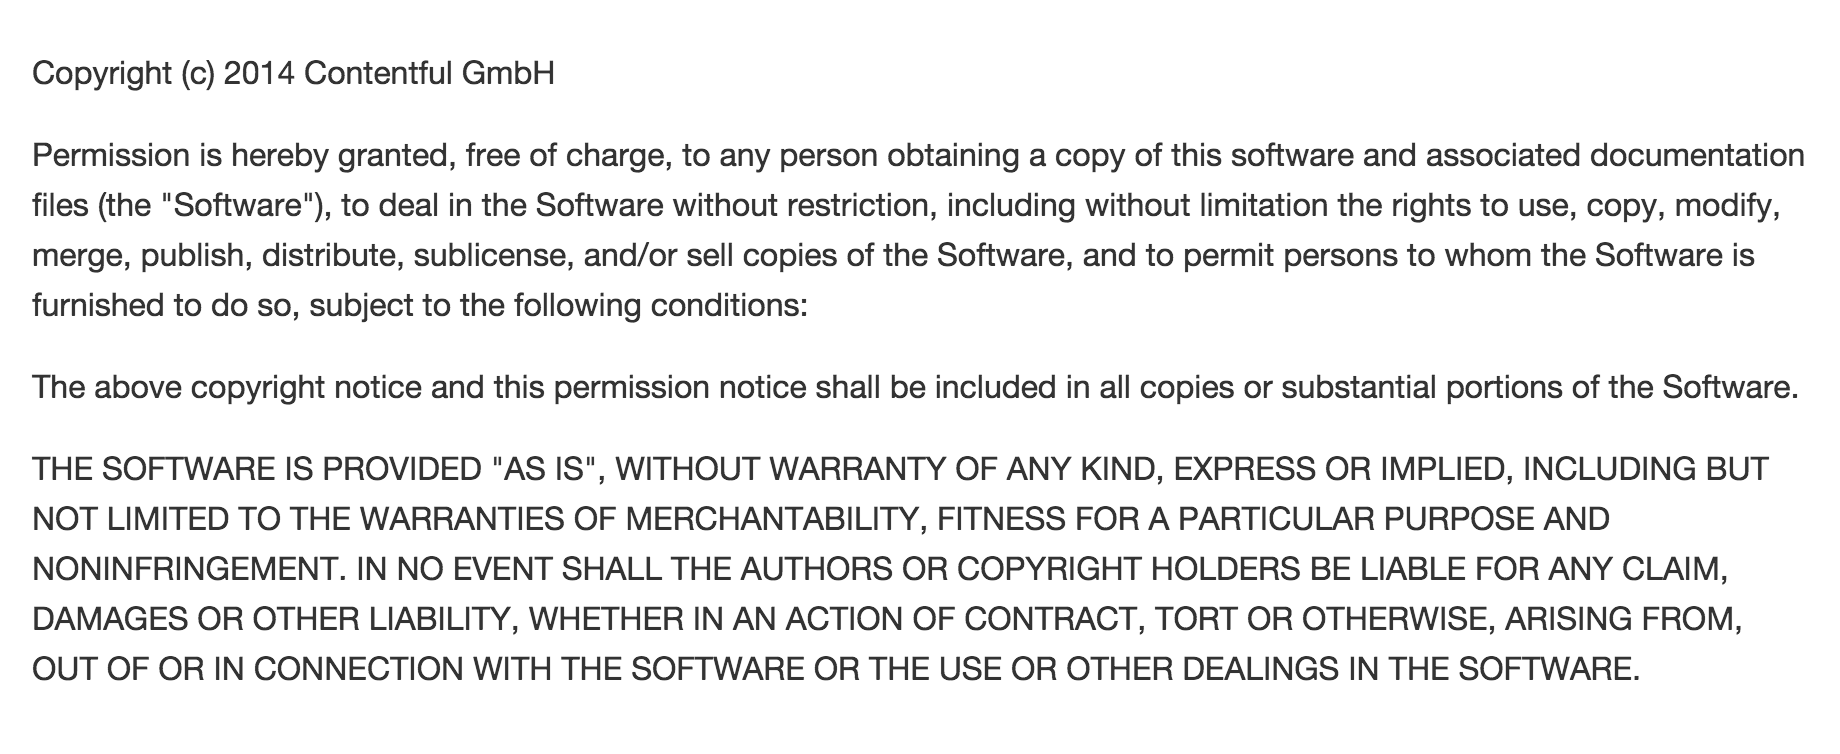 Copyright (c) 2014 Contentful GmbH
Permission is hereby granted, free of charge, to any person obtaining a copy of this software and associated documentation
files (the "Software"), to deal in the Software without restriction, including without limitation the rights to use, copy, modify,
merge, publish, distribute, sublicense, and/or sell copies of the Software, and to permit persons to whom the Software is
furnished to do so, subject to the following conditions:
The above copyright notice and this permission notice shall be included in all copies or substantial portions of the Software.
THE SOFTWARE IS PROVIDED "AS IS", WITHOUT WARRANTY OF ANY KIND, EXPRESS OR IMPLIED, INCLUDING BUT
NOT LIMITED TO THE WARRANTIES OF MERCHANTABILITY, FITNESS FOR A PARTICULAR PURPOSE AND
NONINFRINGEMENT. IN NO EVENT SHALL THE AUTHORS OR COPYRIGHT HOLDERS BE LIABLE FOR ANY CLAIM,
DAMAGES OR OTHER LIABILITY, WHETHER IN AN ACTION OF CONTRACT, TORT OR OTHERWISE, ARISING FROM,
OUT OF OR IN CONNECTION WITH THE SOFTWARE OR THE USE OR OTHER DEALINGS IN THE SOFTWARE.